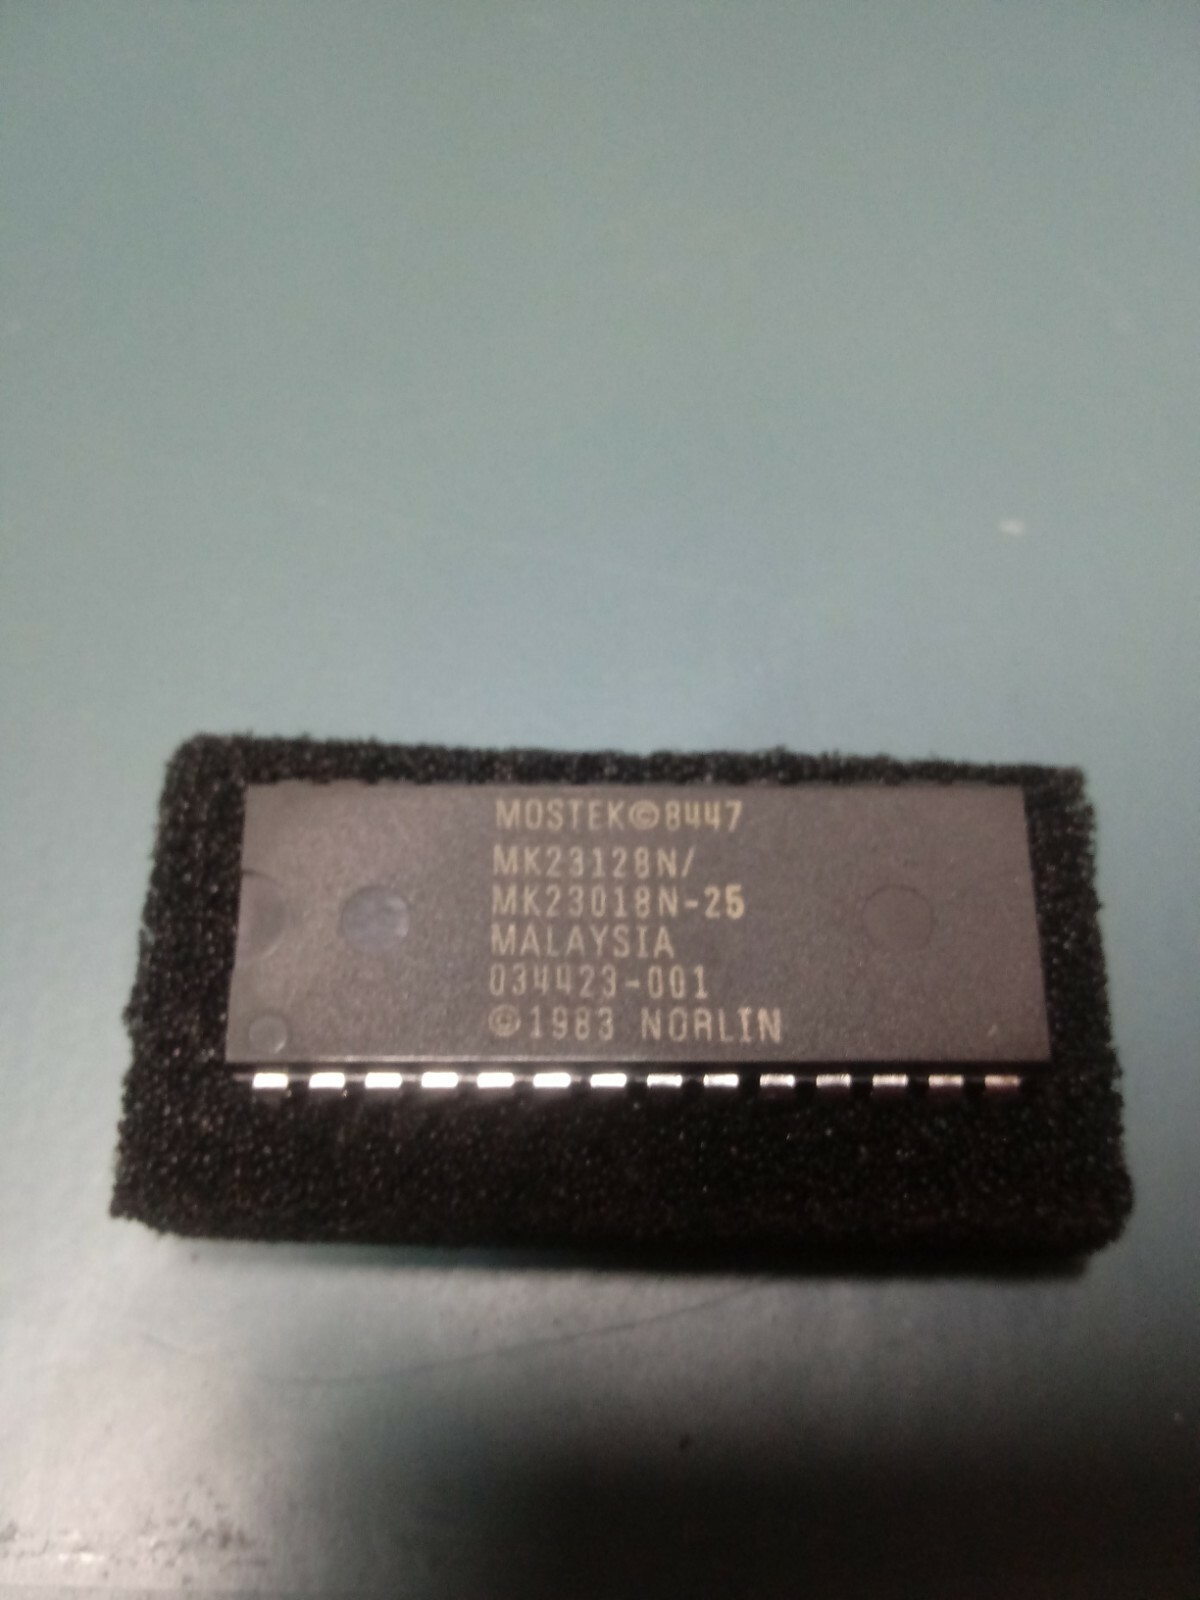 MOSTEK©8447
MK23128N/
MK23018N-25
MALAYSIA
034423-001
©1983 NORLIN